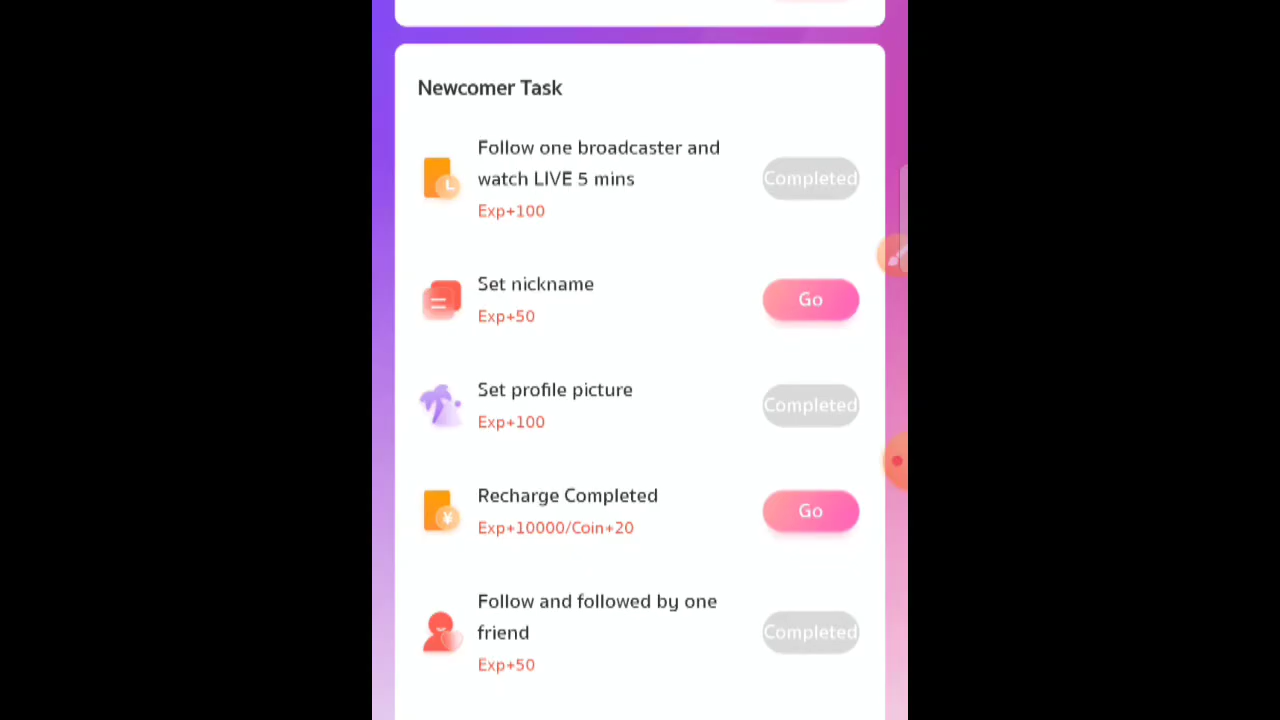 Newcomer Task
Follow one broadcaster and
watch LIVE 5 mins
Exp+100
Completed
Set nickname
Exp+50
Go
Set profile picture
Exp+100
Completed
Recharge Completed
Exp+10000/Coin+20
Go
Follow and followed by one
friend
Exp+50
Completed